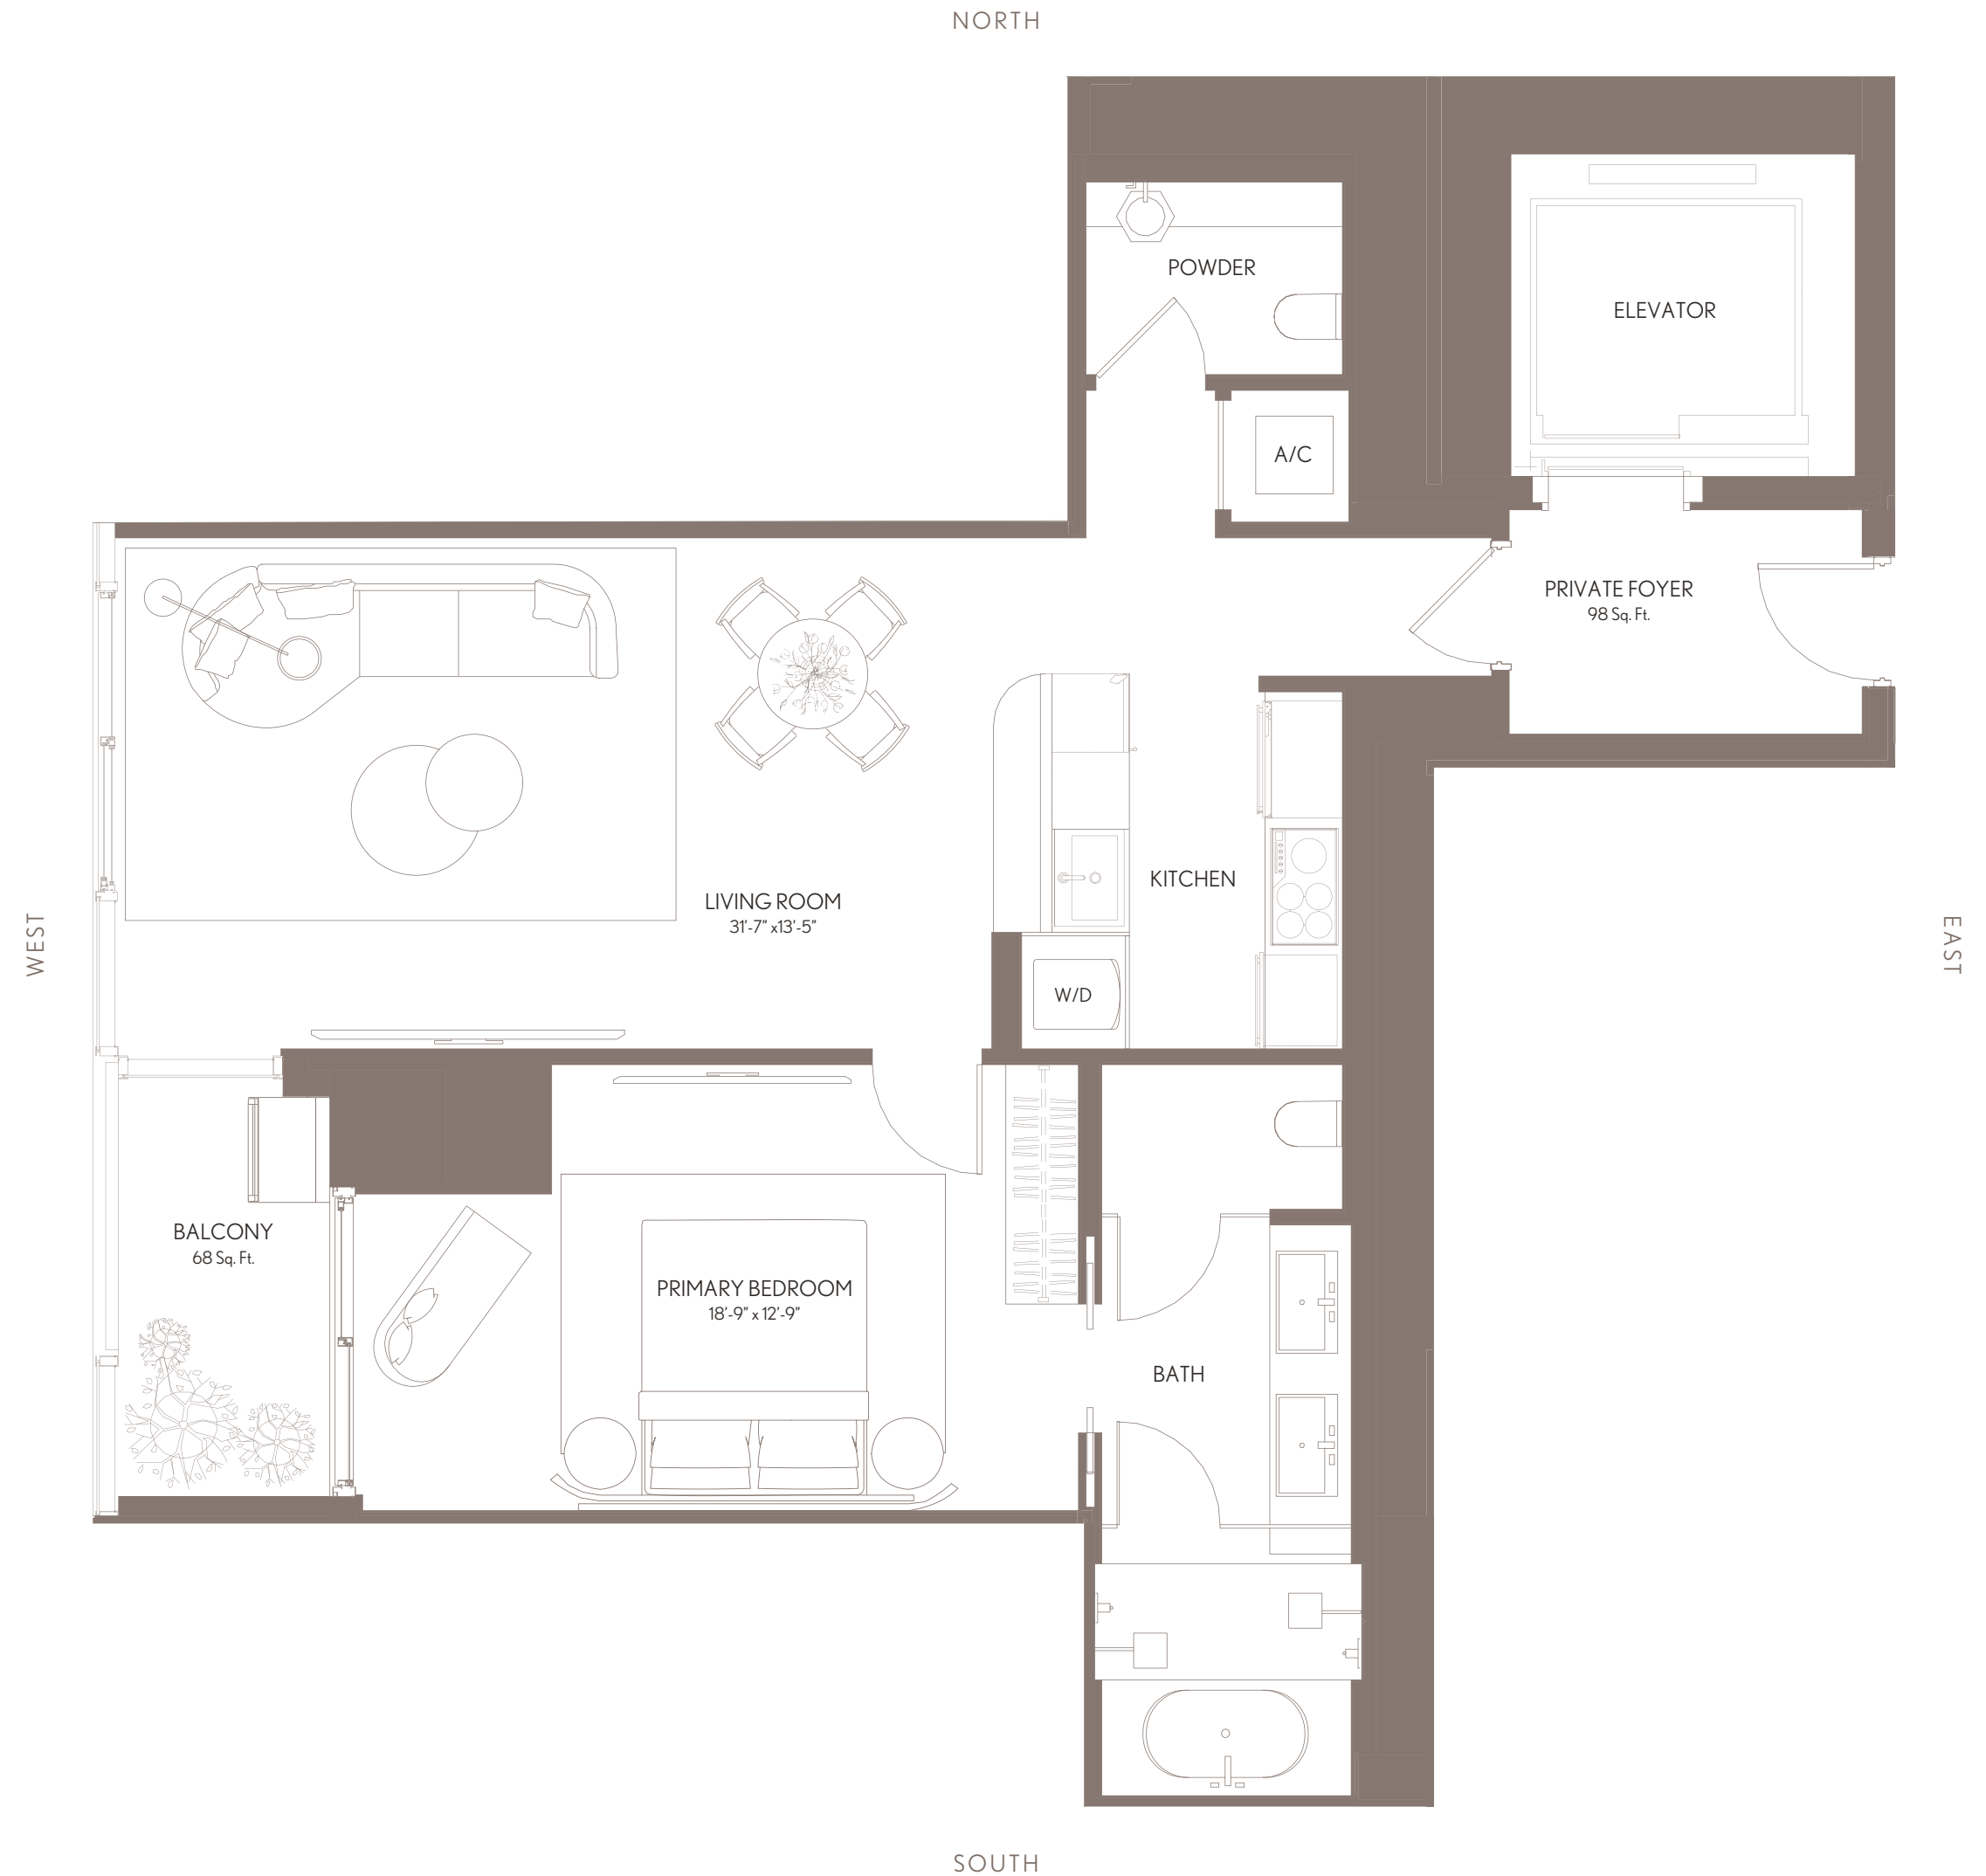 NORTH
POWDER
ELEVATOR
A/C
PRIVATE FOYER
98 Sq. Ft.
KITCHEN
LIVING ROOM
31'-7" x13'-5"
WEST
EAST
W/D
BALCONY
68 Sq. Ft.
PRIMARY BEDROOM
18'-9" x 12'-9"
BATH
SOUTH